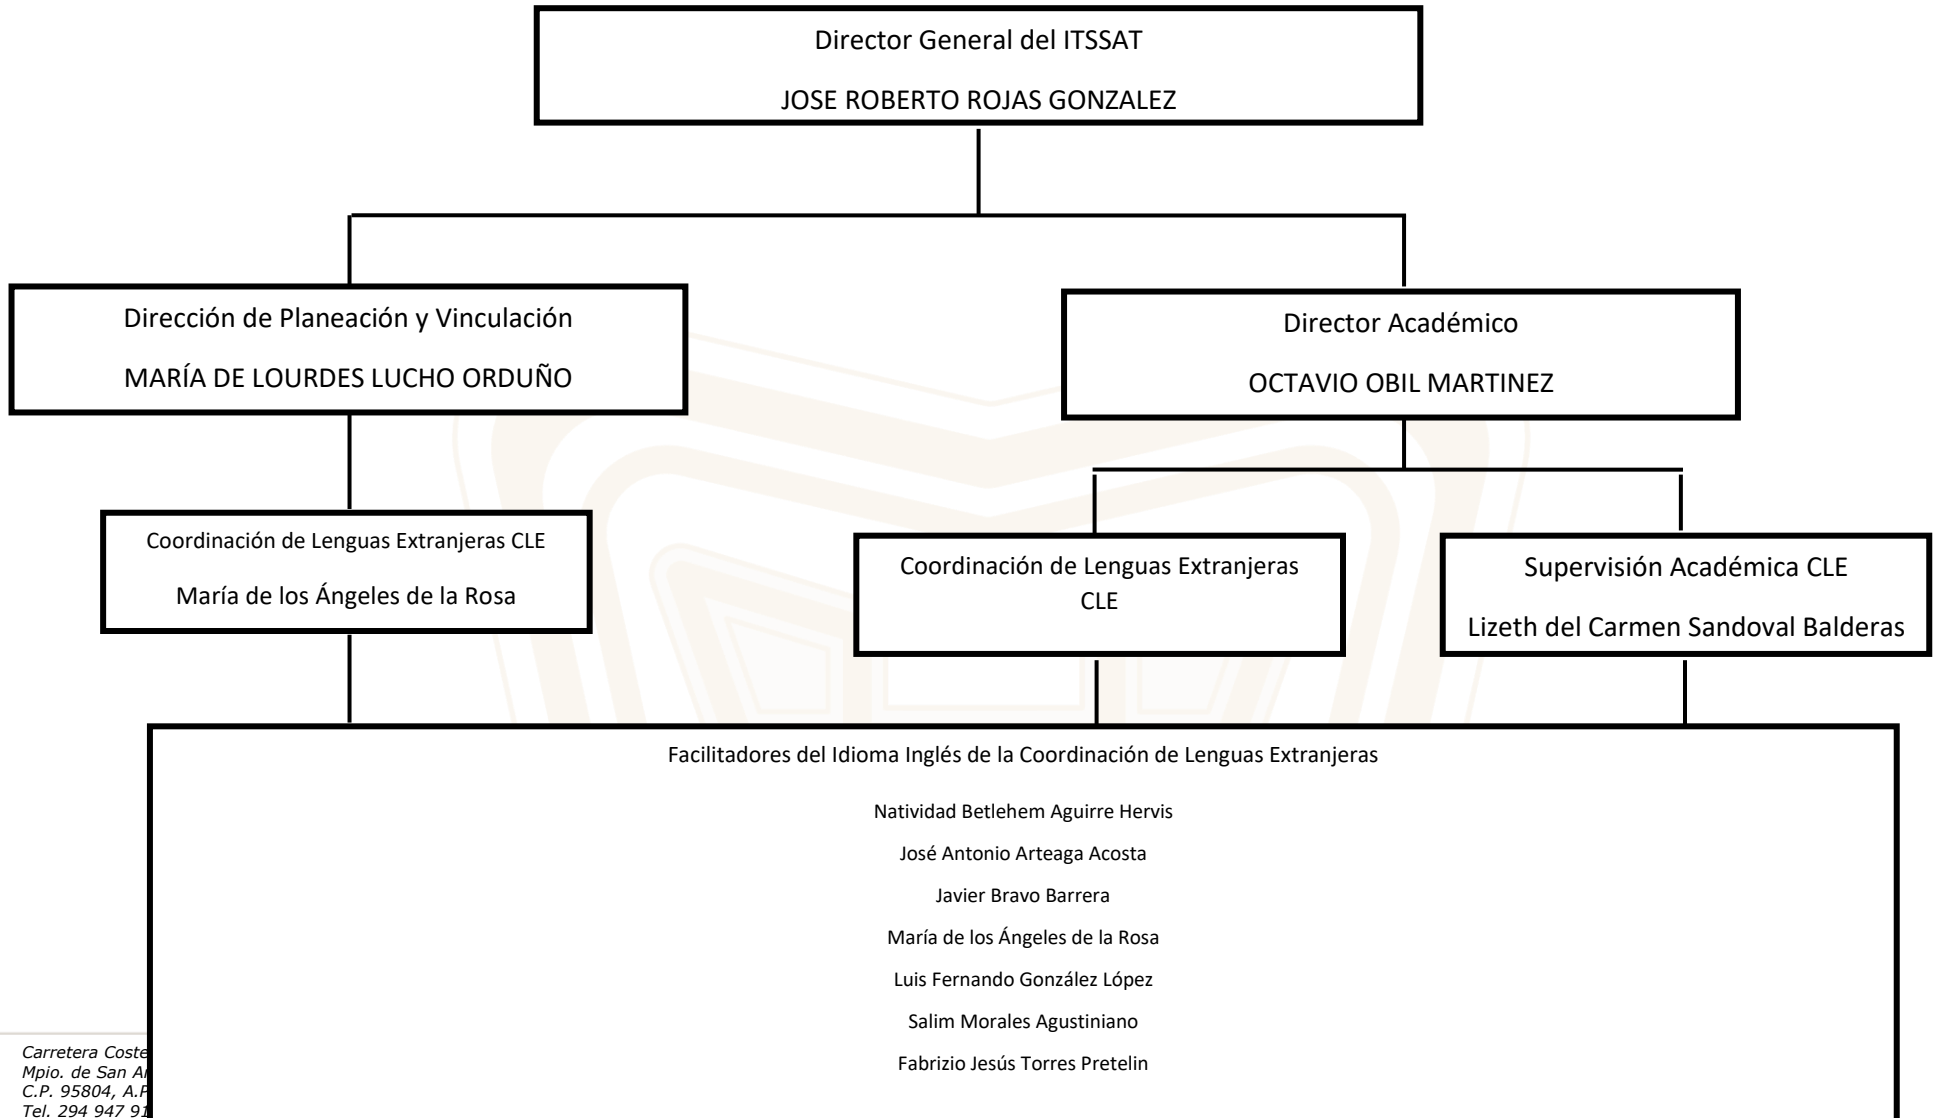 Director General del ITSSAT
JOSE ROBERTO ROJAS GONZALEZ
Dirección de Planeación y Vinculación
MARÍA DE LOURDES LUCHO ORDUÑO
Director Académico
OCTAVIO OBIL MARTINEZ
Coordinación de Lenguas Extranjeras CLE
María de los Ángeles de la Rosa
Coordinación de Lenguas Extranjeras
CLE
Supervisión Académica CLE
Lizeth del Carmen Sandoval Balderas
Facilitadores del Idioma Inglés de la Coordinación de Lenguas Extranjeras
Natividad Betlehem Aguirre Hervis
José Antonio Arteaga Acosta
Javier Bravo Barrera
María de los Ángeles de la Rosa
Luis Fernando González López
Salim Morales Agustiniano
Fabrizio Jesús Torres Pretelin
Carretera Coste
Mpio. de San A
C.P. 95804, A.P
Tel. 294 947 91